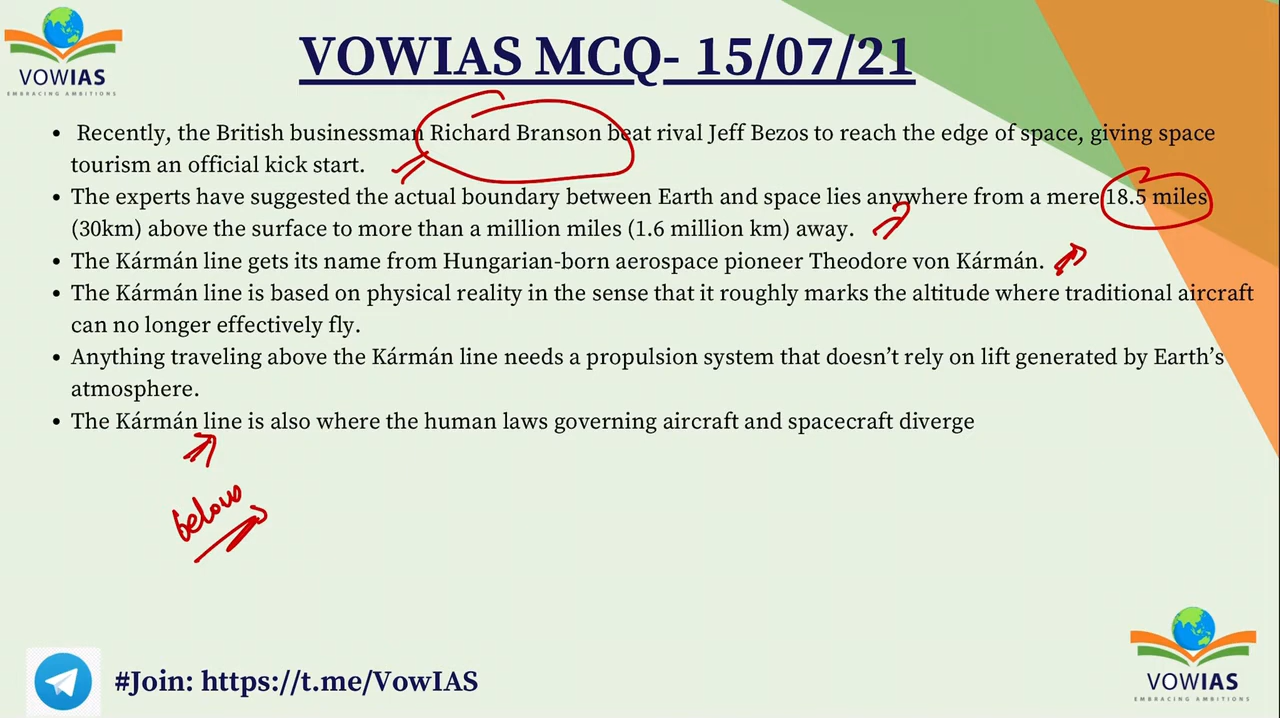 VOWIAS
EMBRACING AMBITIONS
VOWIAS MCQ- 15/07/21
• Recently, the British businessman Richard Branson beat rival Jeff Bezos to reach the edge of space, giving space
tourism an official kick start.
• The experts have suggested the actual boundary between Earth and space lies anywhere from a mere 18.5 miles
(30km) above the surface to more than a million miles (1.6 million km) away.
• The Kármán line gets its name from Hungarian-born aerospace pioneer Theodore von Kármán.
• The Kármán line is based on physical reality in the sense that it roughly marks the altitude where traditional aircraft
can no longer effectively fly.
• Anything traveling above the Kármán line needs a propulsion system that doesn’t rely on lift generated by Earth’s
atmosphere.
• The Kármán line is also where the human laws governing aircraft and spacecraft diverge
below
#Join: https://t.me/VowIAS
VOWIAS
EMBRACING AMBITIONS